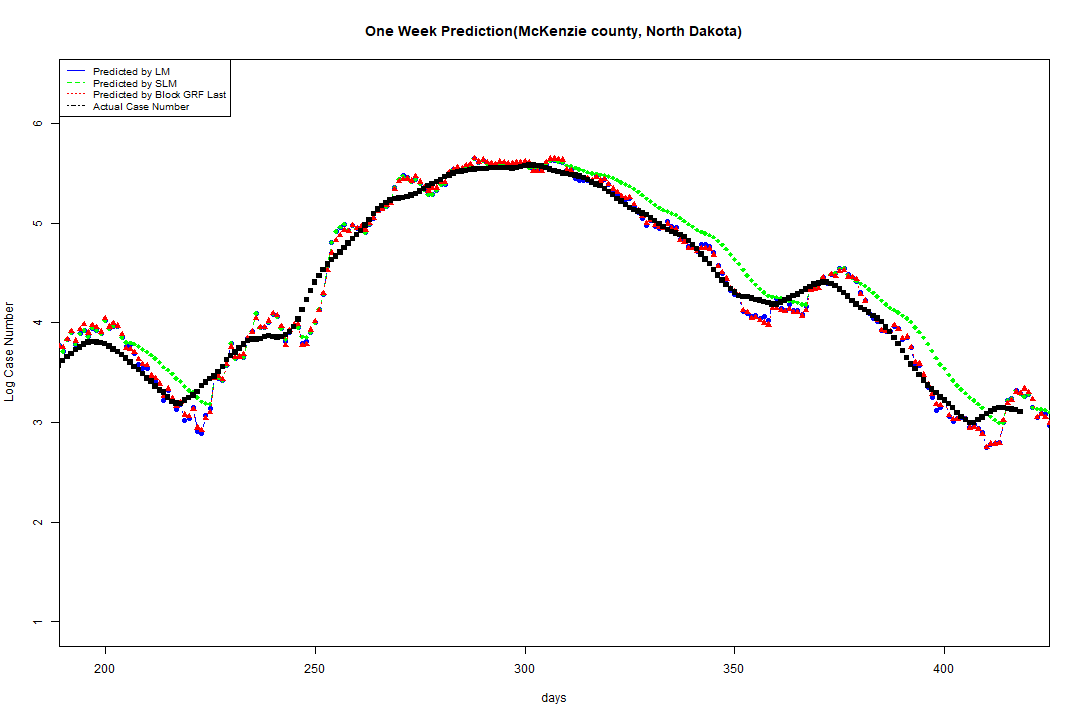 One Week Prediction(McKenzie county, North Dakota)
Predicted by LM
Predicted by SLM
Predicted by Block GRF Last
Actual Case Number
6
5
4
3
2
1
Log Case Number
200 250 300 350 400
days